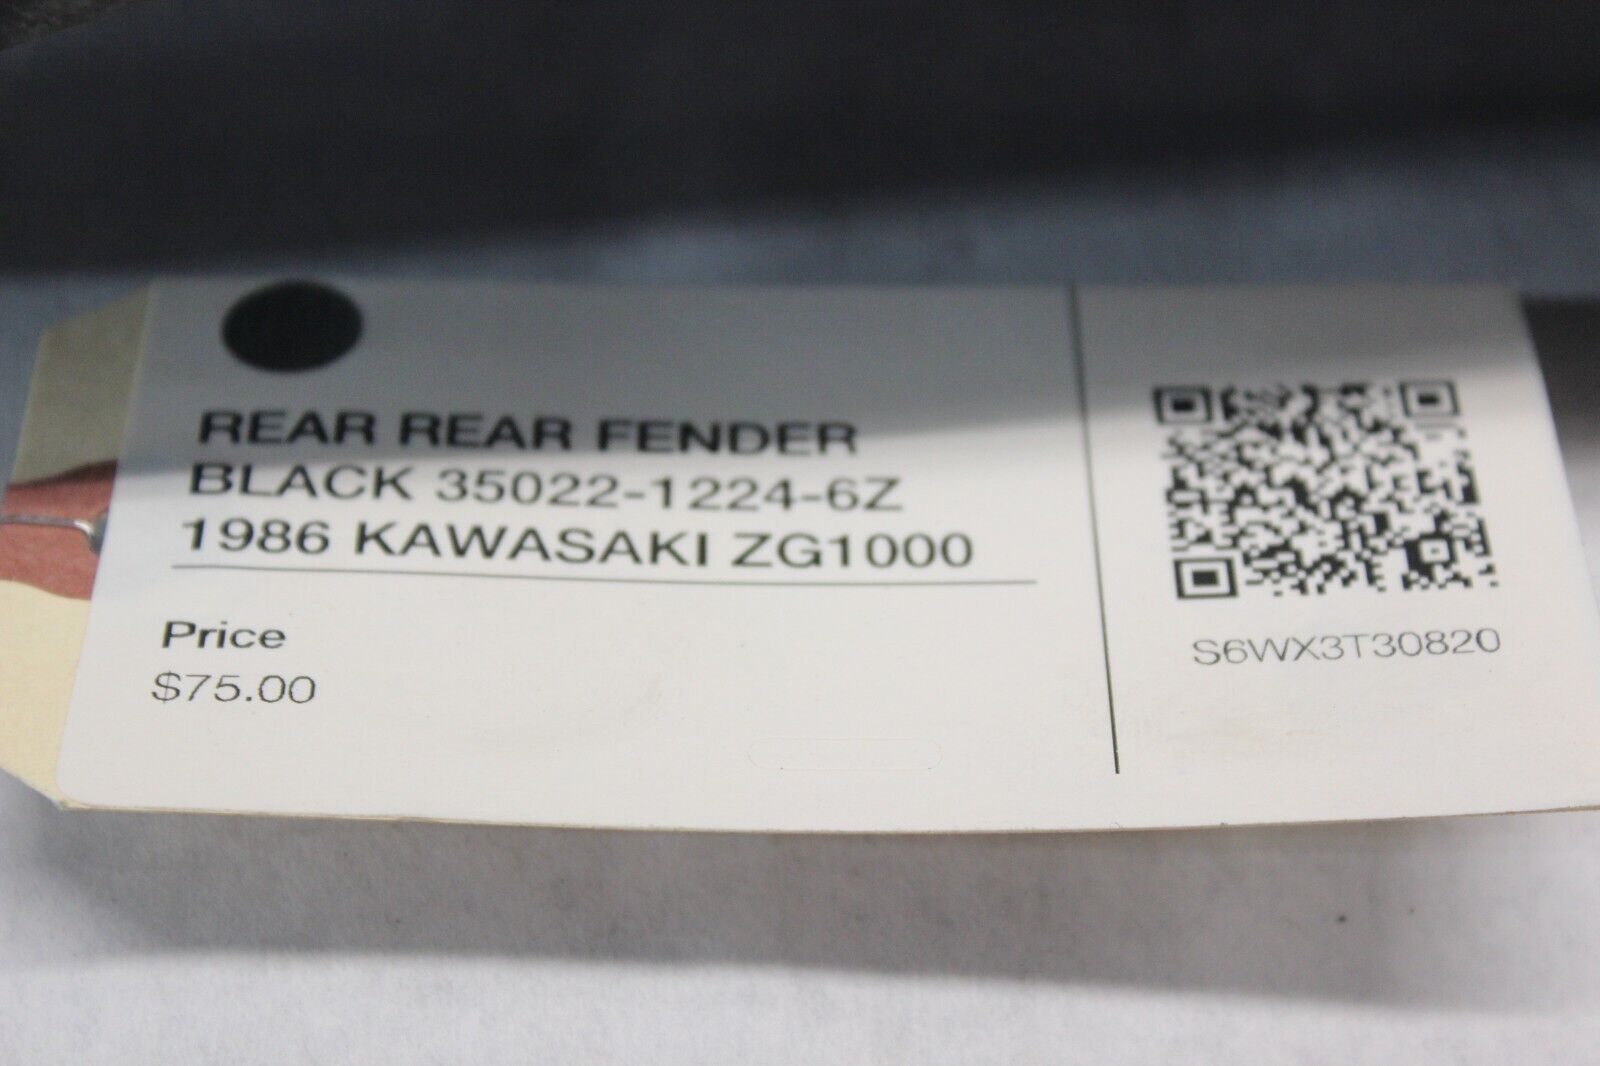 REAR REAR FENDER
BLACK 35022-1224-6Z
1986 KAWASAKI ZG1000
Price
$75.00
S6WX3T30820